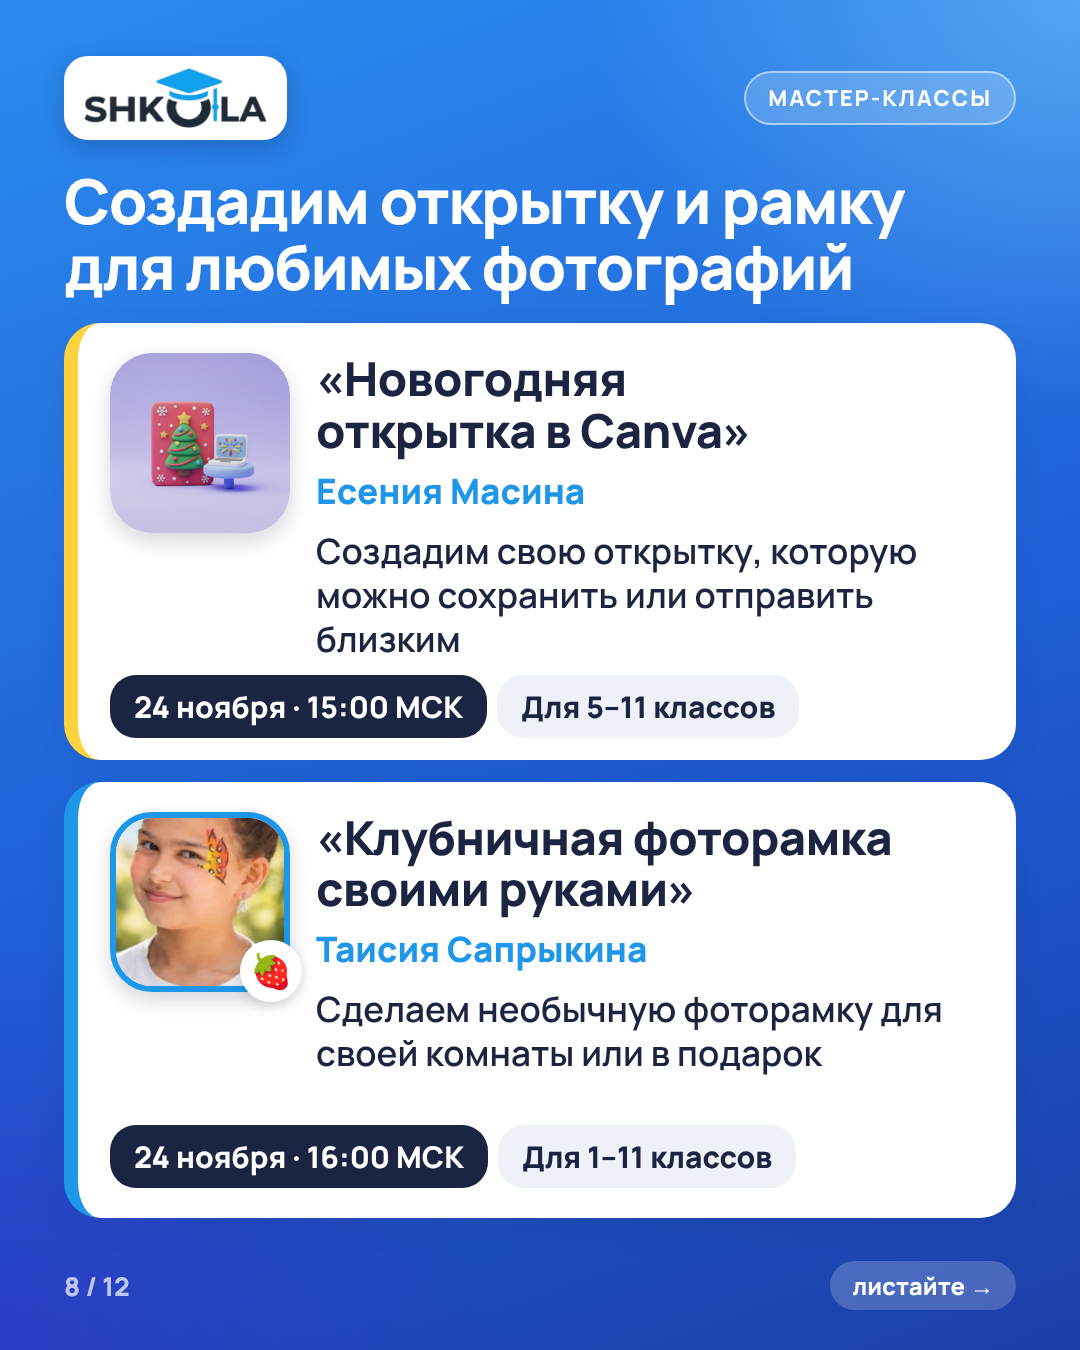 SHKOLA
МАСТЕР-КЛАССЫ
Создадим открытку и рамку
для любимых фотографий
«Новогодняя
открытка в Canva»
Есения Масина
Создадим свою открытку, которую
можно сохранить или отправить
близким
24 ноября · 15:00 МСК
Для 5–11 классов
«Клубничная фоторамка
своими руками»
Таисия Сапрыкина
Сделаем необычную фоторамку для
своей комнаты или в подарок
24 ноября · 16:00 МСК
Для 1–11 классов
8 / 12
листайте →